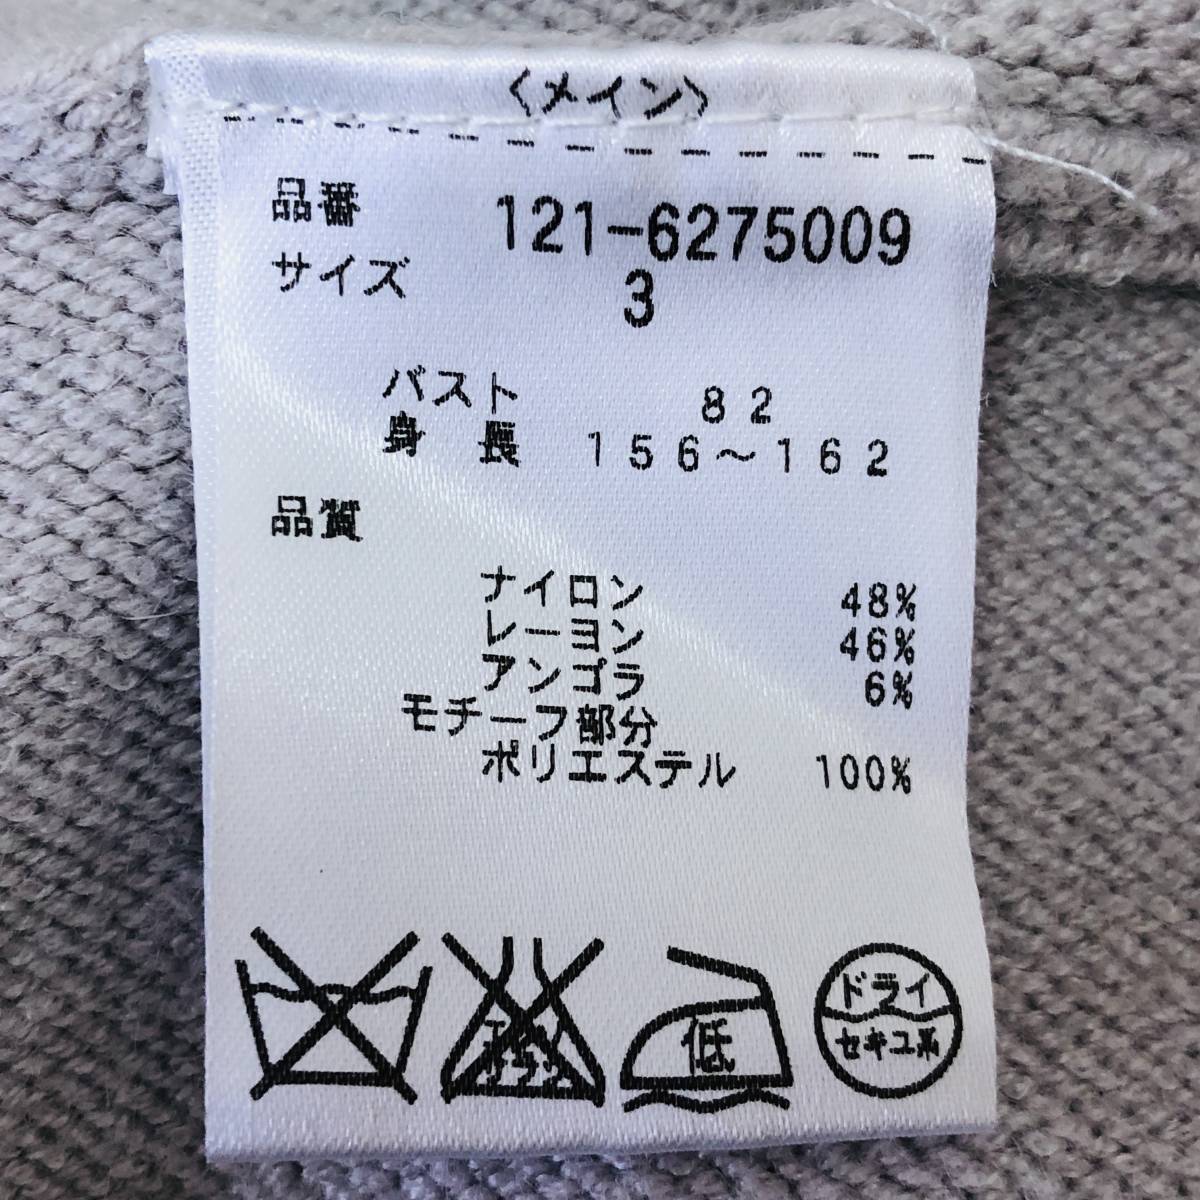 〈メイン〉
品番 121-6275009
サイズ 3
バスト 82
身長 156～162
品質
ナイロン 48%
レーヨン 46%
アンゴラ 6%
モチーフ部分
ポリエステル 100%
低
ドライ
セキユ系